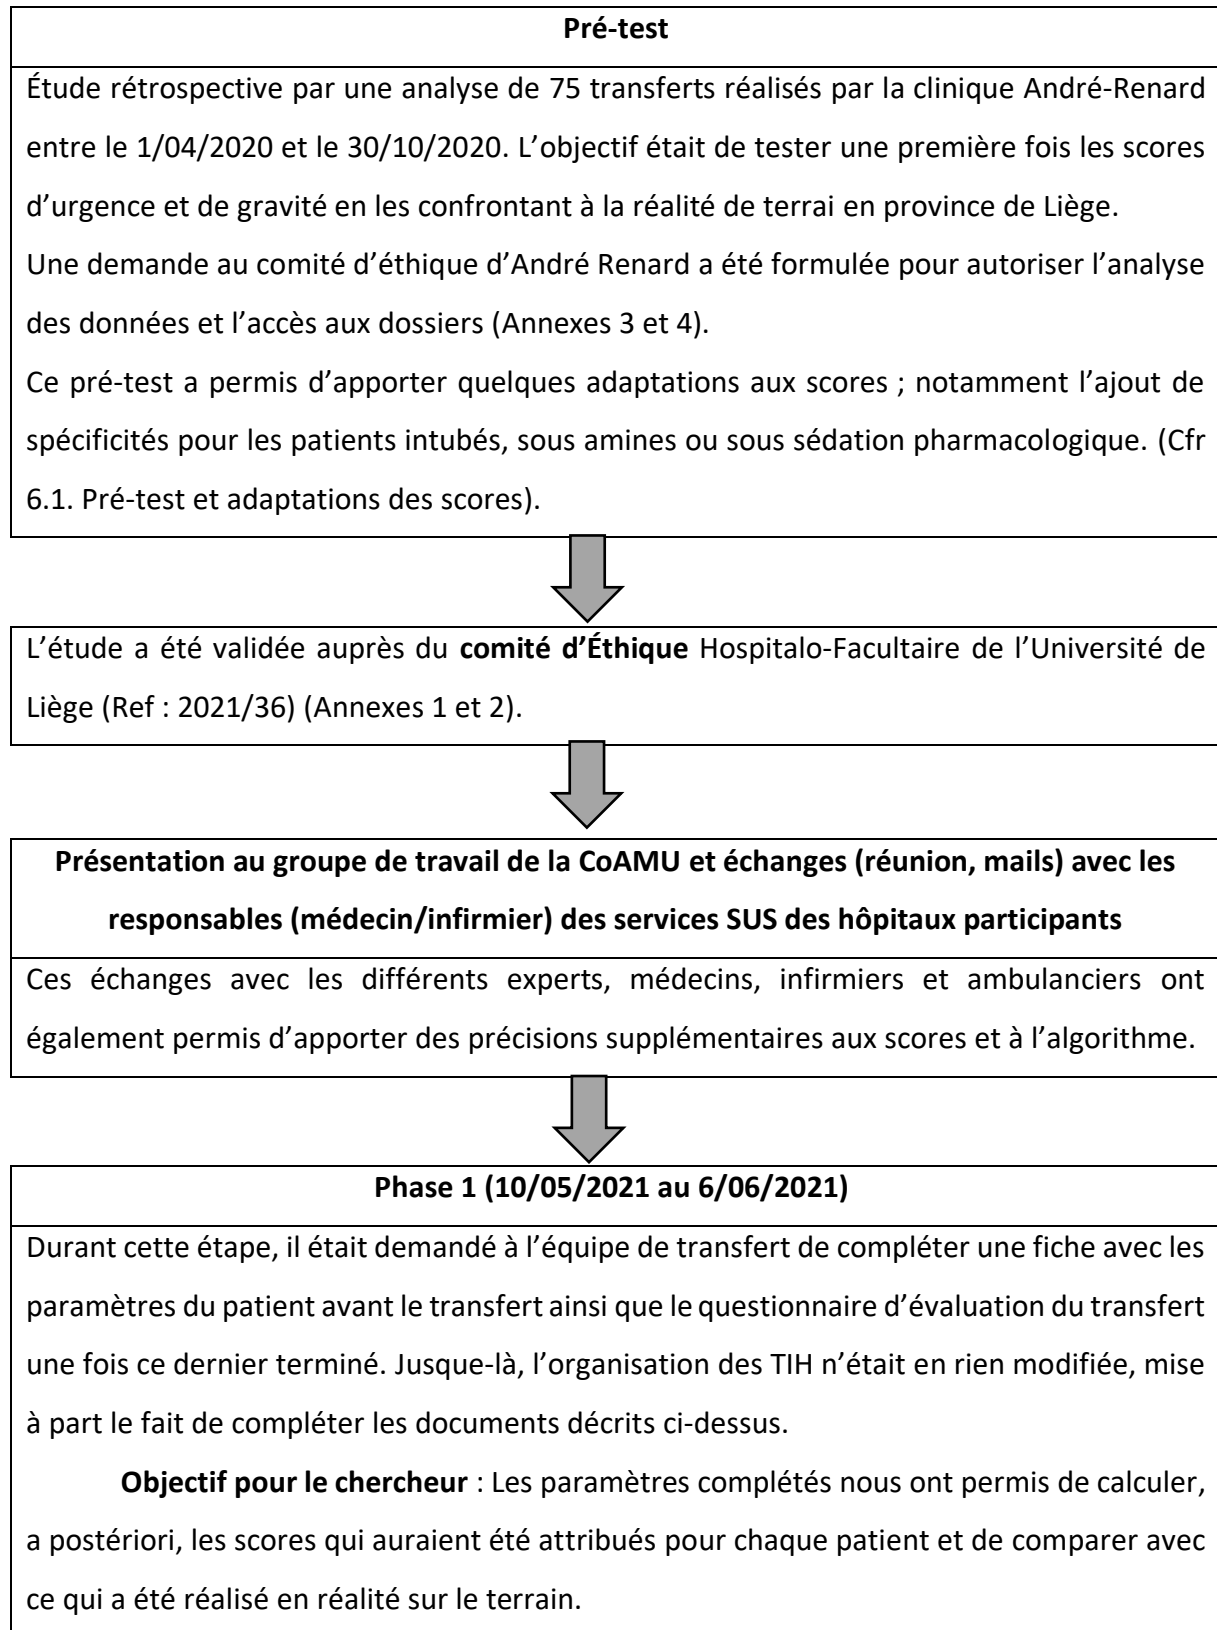 Pré-test
Étude rétrospective par une analyse de 75 transferts réalisés par la clinique André-Renard
entre le 1/04/2020 et le 30/10/2020. L’objectif était de tester une première fois les scores
d’urgence et de gravité en les confrontant à la réalité de terrai en province de Liège.
Une demande au comité d’éthique d’André Renard a été formulée pour autoriser l’analyse
des données et l’accès aux dossiers (Annexes 3 et 4).
Ce pré-test a permis d’apporter quelques adaptations aux scores ; notamment l’ajout de
spécificités pour les patients intubés, sous amines ou sous sédation pharmacologique. (Cfr
6.1. Pré-test et adaptations des scores).
L’étude a été validée auprès du comité d’Éthique Hospitalo-Facultaire de l’Université de
Liège (Ref : 2021/36) (Annexes 1 et 2).
Présentation au groupe de travail de la CoAMU et échanges (réunion, mails) avec les
responsables (médecin/infirmier) des services SUS des hôpitaux participants
Ces échanges avec les différents experts, médecins, infirmiers et ambulanciers ont
également permis d’apporter des précisions supplémentaires aux scores et à l’algorithme.
Phase 1 (10/05/2021 au 6/06/2021)
Durant cette étape, il était demandé à l’équipe de transfert de compléter une fiche avec les
paramètres du patient avant le transfert ainsi que le questionnaire d’évaluation du transfert
une fois ce dernier terminé. Jusque-là, l’organisation des TIH n’était en rien modifiée, mise
à part le fait de compléter les documents décrits ci-dessus.
Objectif pour le chercheur : Les paramètres complétés nous ont permis de calculer,
a postériori, les scores qui auraient été attribués pour chaque patient et de comparer avec
ce qui a été réalisé en réalité sur le terrain.